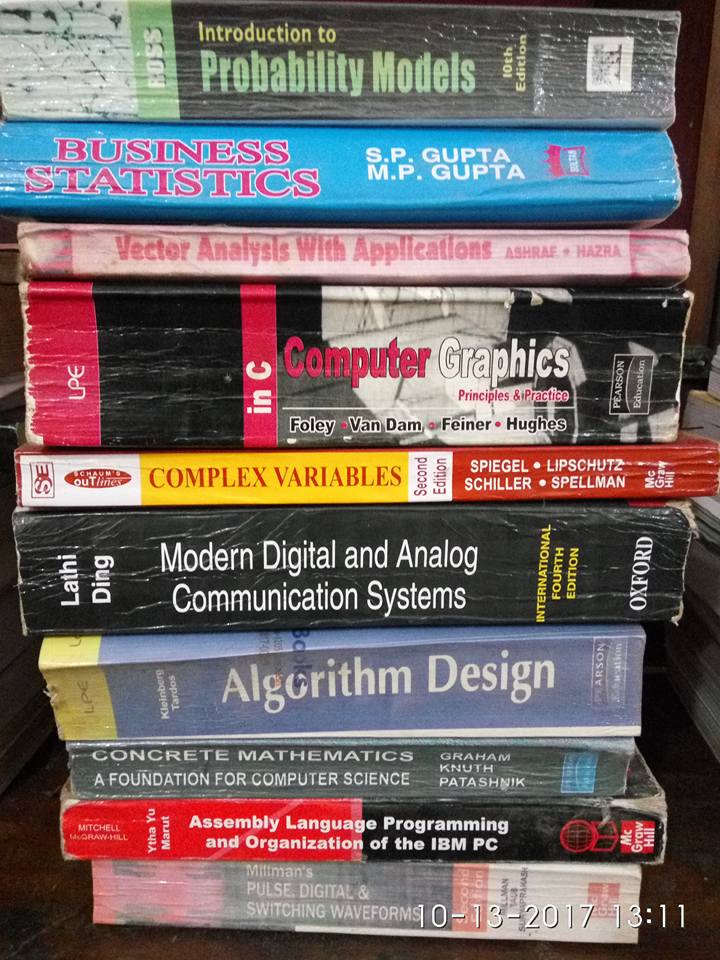 ROSS
Introduction to
Probability Models
10th
Edition
BUSINESS
STATISTICS
S.P. GUPTA
M.P. GUPTA
SULTAN
Vector Analysis With Applications
ASHRAF • HAZRA
LPE
in C
Computer Graphics
Principles & Practice
Foley • Van Dam • Feiner • Hughes
PEARSON
Education
SIE
SCHAUM'S
ouTlines
COMPLEX VARIABLES
Second
Edition
SPIEGEL • LIPSCHUTZ
SCHILLER • SPELLMAN
Mc
Graw
Hill
Lathi
Ding
Modern Digital and Analog
Communication Systems
INTERNATIONAL
FOURTH
EDITION
OXFORD
LPE
Kleinberg
Tardos
Books
Algorithm Design
PEARSON
Education
CONCRETE MATHEMATICS
A FOUNDATION FOR COMPUTER SCIENCE
GRAHAM
KNUTH
PATASHNIK
MITCHELL
McGRAW-HILL
Ytha Yu
Marut
Assembly Language Programming
and Organization of the IBM PC
Mc
Graw
Hill
Millman's
PULSE, DIGITAL &
SWITCHING WAVEFORMS
10-13-2017 13:11